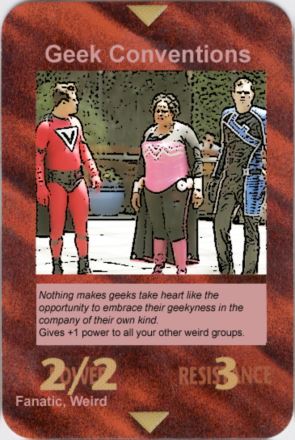 Geek Conventions
Nothing makes geeks take heart like the
opportunity to embrace their geekyness in the
company of their own kind.
Gives +1 power to all your other weird groups.
POWER
2/2
RESISTANCE
3
Fanatic, Weird